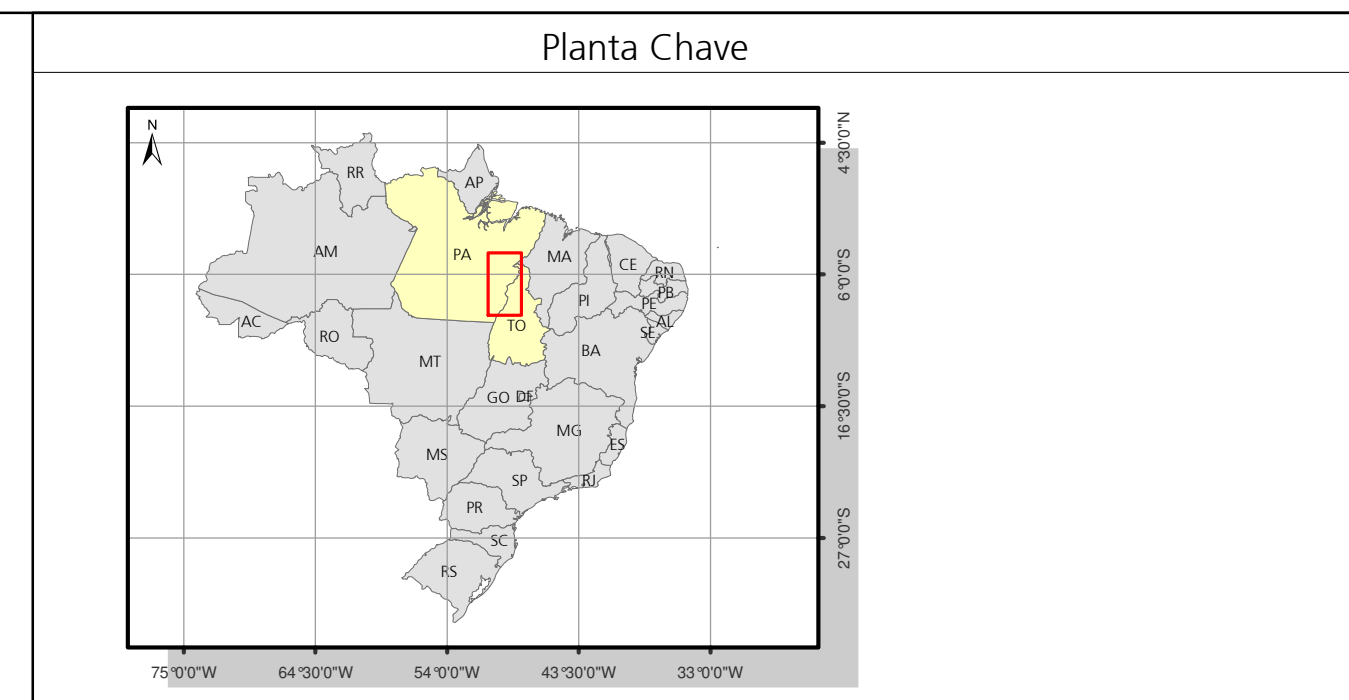 Planta Chave
N
RR
AP
AM
PA
MA
CE
RN
PB
PI
PE
AL
SE
AC
RO
TO
BA
MT
GO
DF
MG
ES
MS
SP
RJ
PR
SC
RS
4°30'0"N
6°0'0"S
16°30'0"S
27°0'0"S
75°0'0"W
64°30'0"W
54°0'0"W
43°30'0"W
33°0'0"W